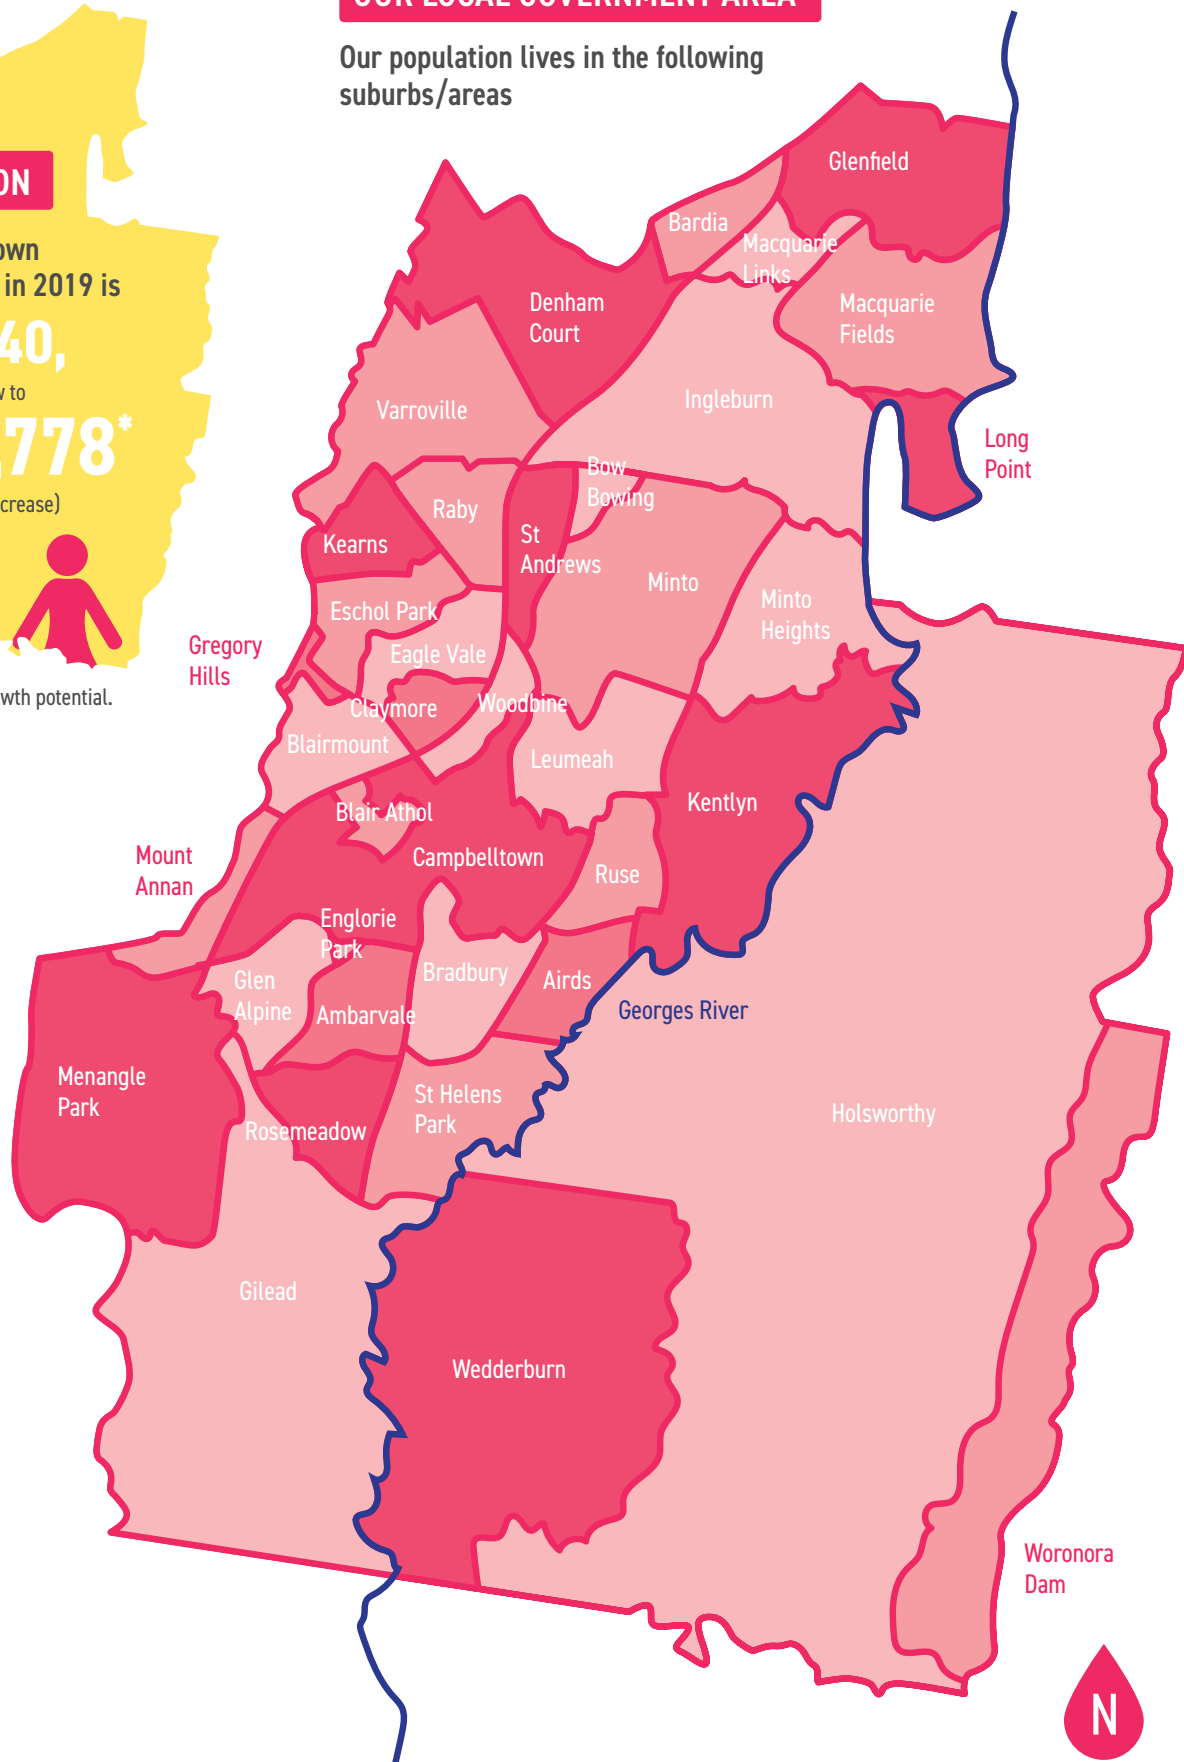 OUR LOCAL GOVERNMENT AREA
Our population lives in the following
suburbs/areas
ON
own
in 2019 is
40,
to
,778*
crease)
wth potential.
Glenfield
Bardia
Macquarie
Links
Denham
Court
Macquarie
Fields
Varroville
Ingleburn
Long
Point
Bow
Bowing
Raby
St
Andrews
Kearns
Minto
Minto
Heights
Eschol Park
Gregory
Hills
Eagle Vale
Claymore
Woodbine
Blairmount
Leumeah
Kentlyn
Blair Athol
Campbelltown
Mount
Annan
Ruse
Englorie
Park
Glen
Alpine
Bradbury
Airds
Ambarvale
Georges River
Menangle
Park
St Helens
Park
Rosemeadow
Holsworthy
Gilead
Wedderburn
Woronora
Dam
N